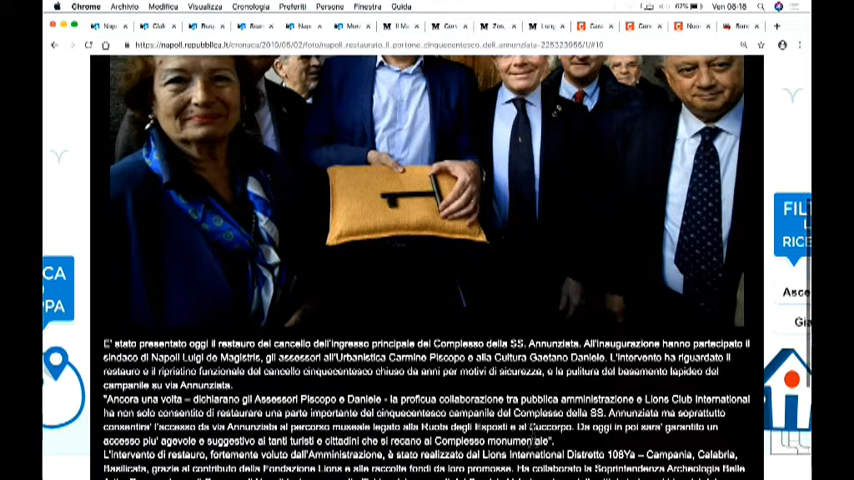 Chrome Archivio Modifica Visualizza Cronologia Preferiti Persone Finestra Guida 62% Ven 08:18
https://napoli.repubblica.it/cronaca/2019/05/02/foto/napoli_restaurato_il_portone_cinquecentesco_dell_annunziata-225323955/1/#10
FIL
RICE
CA
PPA
Asce
Gia
E' stato presentato oggi il restauro del cancello dell'ingresso principale del Complesso della SS. Annunziata. All'inaugurazione hanno partecipato il
sindaco di Napoli Luigi de Magistris, gli assessori all'Urbanistica Carmine Piscopo e alla Cultura Gaetano Daniele. L'intervento ha riguardato il
restauro e il ripristino funzionale del cancello cinquecentesco chiuso da anni per motivi di sicurezza, e la pulitura del basamento lapideo del
campanile su via Annunziata.
"Ancora una volta – dichiarano gli Assessori Piscopo e Daniele - la proficua collaborazione tra pubblica amministrazione e Lions Club International
ha non solo consentito di restaurare una parte importante del cinquecentesco campanile del Complesso della SS. Annunziata ma soprattutto
consentira' l'accesso da via Annunziata al percorso museale legato alla Ruota degli Esposti e al Succorpo. Da oggi in poi sara' garantito un
accesso piu' agevole e suggestivo ai tanti turisti e cittadini che si recano al Complesso monumentale".
L'intervento di restauro, fortemente voluto dall'Amministrazione, è stato realizzato dal Lions International Distretto 108Ya – Campania, Calabria,
Basilicata, grazie al contributo della Fondazione Lions e alla raccolta fondi da loro promossa. Ha collaborato la Soprintendenza Archeologia Belle